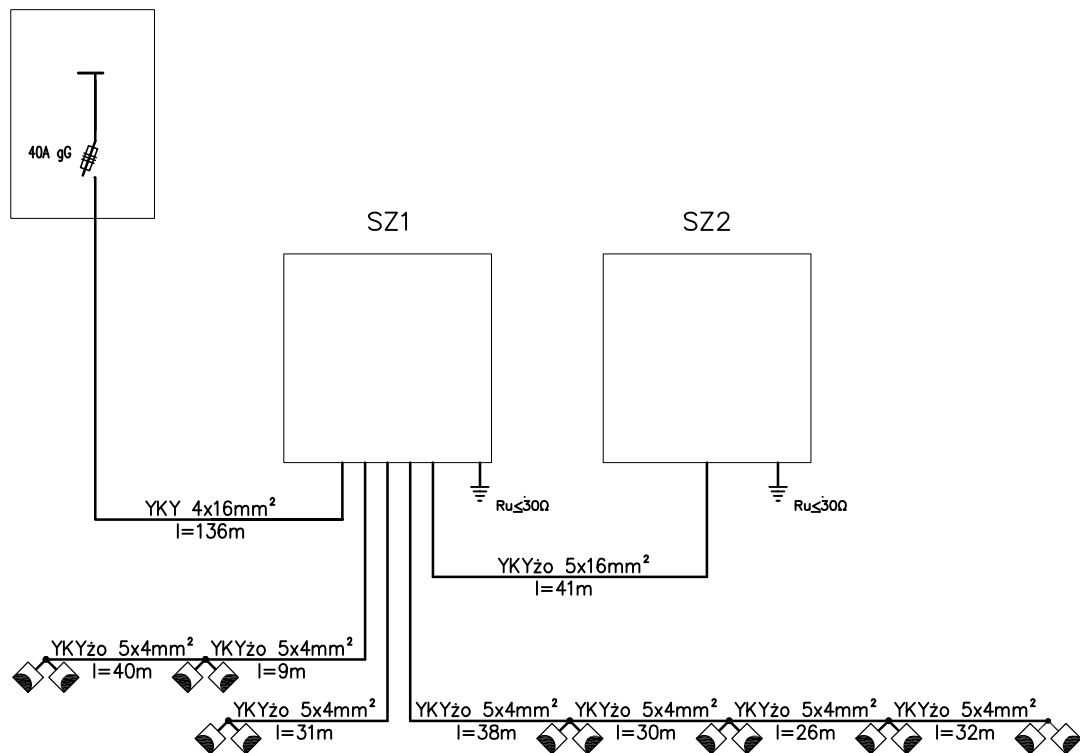 40A gG
SZ1
SZ2
Ru≤30Ω
Ru≤30Ω
YKY 4x16mm²
l=136m
YKYżo 5x16mm²
l=41m
YKYżo 5x4mm²
l=40m
YKYżo 5x4mm²
l=9m
YKYżo 5x4mm²
l=31m
YKYżo 5x4mm²
l=38m
YKYżo 5x4mm²
l=30m
YKYżo 5x4mm²
l=26m
YKYżo 5x4mm²
l=32m